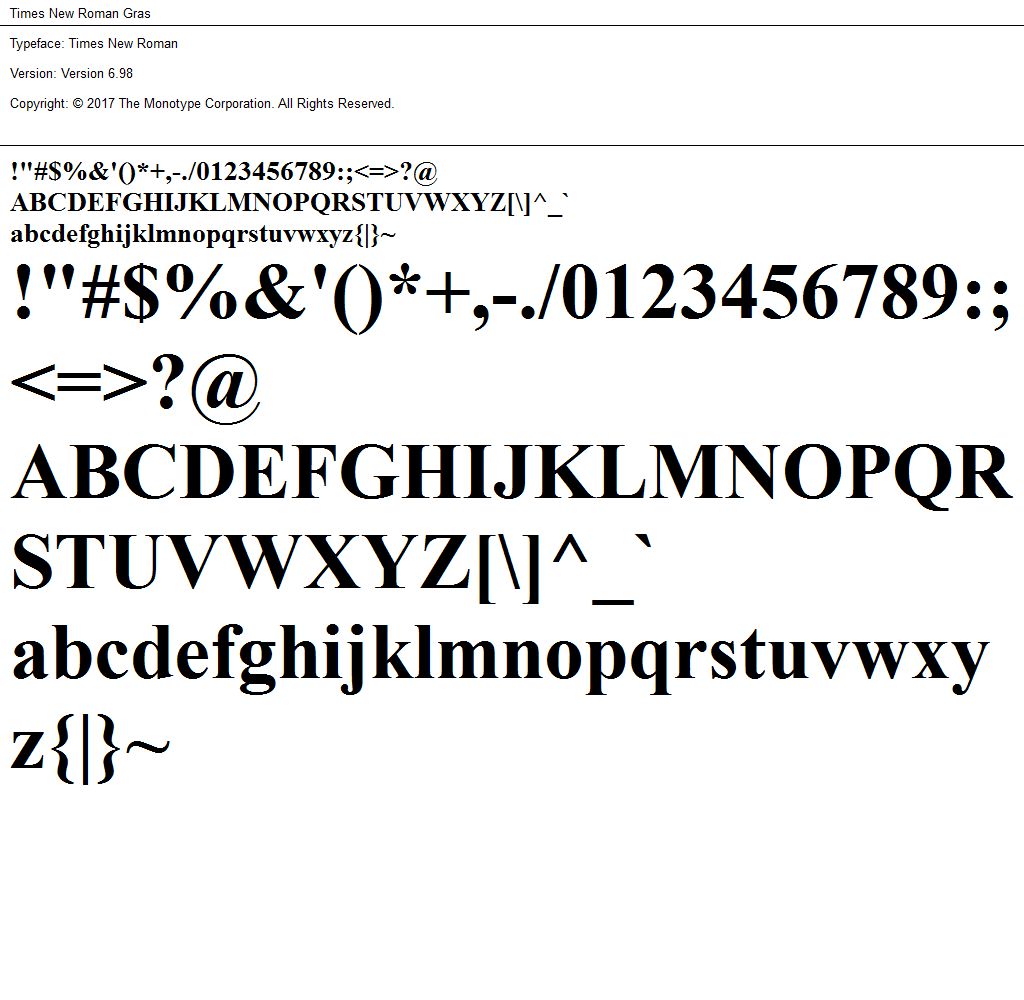 Times New Roman Gras
Typeface: Times New Roman
Version: Version 6.98
Copyright: © 2017 The Monotype Corporation. All Rights Reserved.
!"#$%&'()*+,-./0123456789:;<=>?@
ABCDEFGHIJKLMNOPQRSTUVWXYZ[\]^_`
abcdefghijklmnopqrstuvwxyz{|}~
!"#$%&'()*+,-./0123456789:;
<=>?@
ABCDEFGHIJKLMNOPQR
STUVWXYZ[\]^_`
abcdefghijklmnopqrstuvwxy
z{|}~